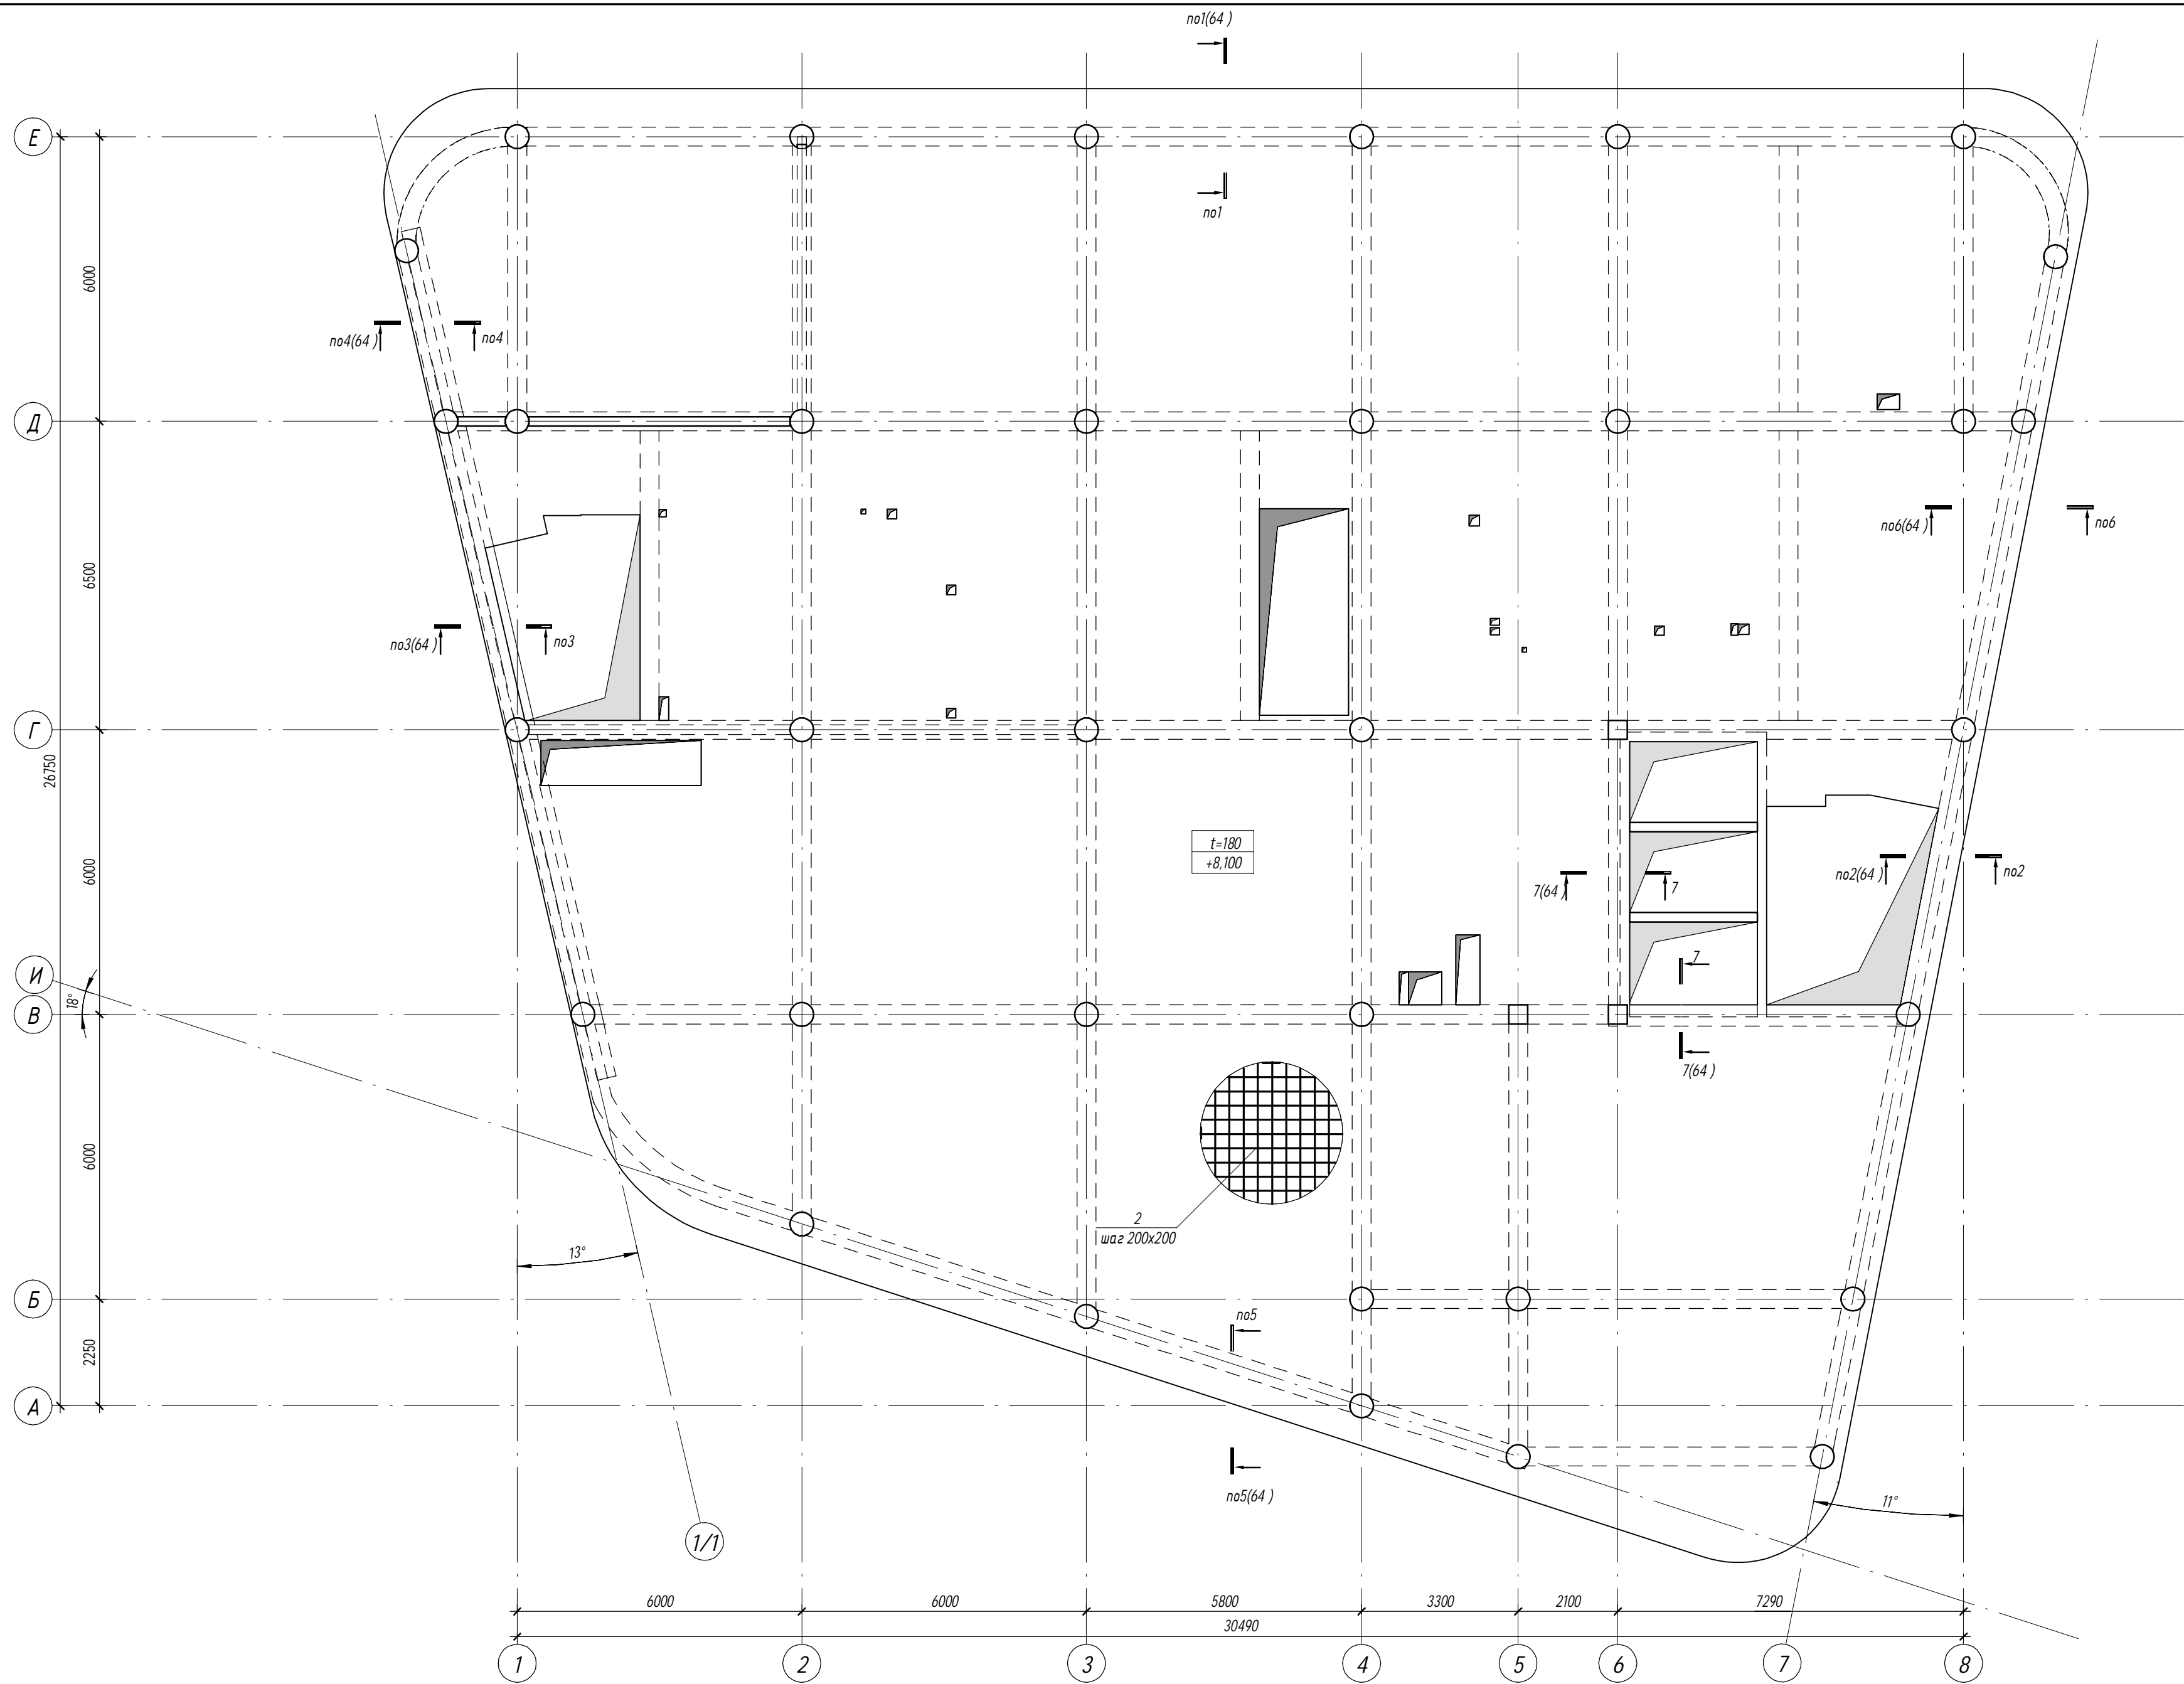 по1(64 )
Е
по1
6000
по4(64 )
по4
Д
по6(64 )
по6
6500
по3(64 )
по3
Г
26750
t=180
+8,100
6000
по2(64 )
по2
7(64 )
7
И
18°
7
В
7(64 )
6000
2
шаг 200х200
13°
Б
по5
2250
А
по5(64 )
11°
1/1
6000
6000
5800
3300
2100
7290
30490
1
2
3
4
5
6
7
8